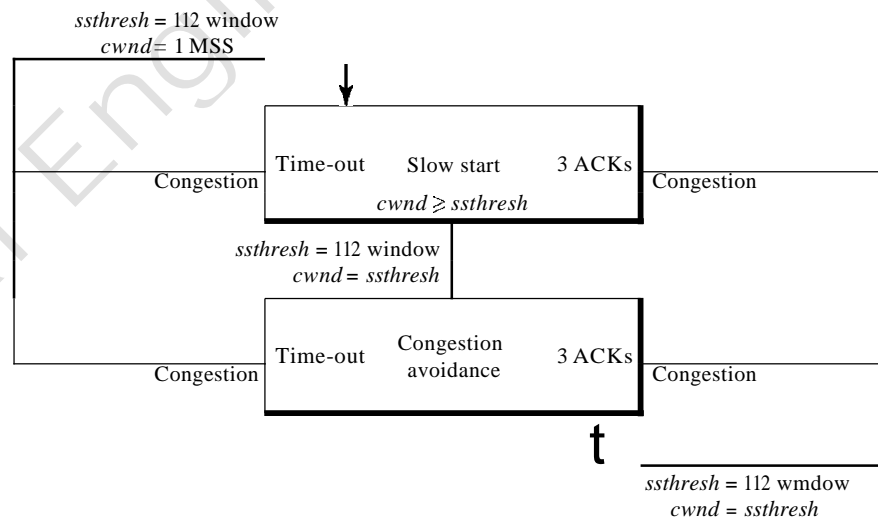 ssthresh = 112 window
cwnd = 1 MSS
Time-out Slow start 3 ACKs
Congestion
Congestion
cwnd ⩾ ssthresh
ssthresh = 112 window
cwnd = ssthresh
Time-out Congestion avoidance 3 ACKs
Congestion
Congestion
t
ssthresh = 112 wmdow
cwnd = ssthresh
Engi